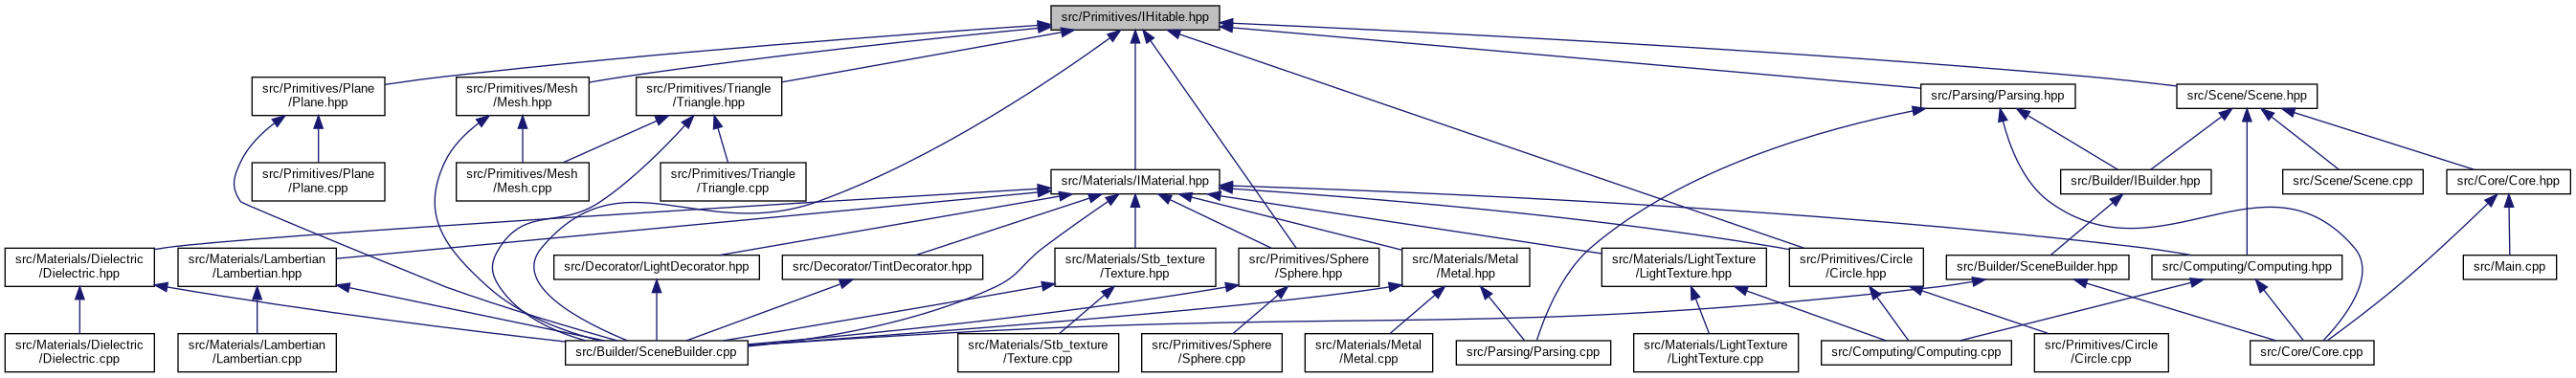 src/Primitives/IHitable.hpp
src/Primitives/Plane
/Plane.hpp
src/Primitives/Mesh
/Mesh.hpp
src/Primitives/Triangle
/Triangle.hpp
src/Parsing/Parsing.hpp
src/Scene/Scene.hpp
src/Primitives/Plane
/Plane.cpp
src/Primitives/Mesh
/Mesh.cpp
src/Primitives/Triangle
/Triangle.cpp
src/Materials/IMaterial.hpp
src/Builder/IBuilder.hpp
src/Scene/Scene.cpp
src/Core/Core.hpp
src/Materials/Dielectric
/Dielectric.hpp
src/Materials/Lambertian
/Lambertian.hpp
src/Decorator/LightDecorator.hpp
src/Decorator/TintDecorator.hpp
src/Materials/Stb_texture
/Texture.hpp
src/Primitives/Sphere
/Sphere.hpp
src/Materials/Metal
/Metal.hpp
src/Materials/LightTexture
/LightTexture.hpp
src/Primitives/Circle
/Circle.hpp
src/Builder/SceneBuilder.hpp
src/Computing/Computing.hpp
src/Main.cpp
src/Materials/Dielectric
/Dielectric.cpp
src/Materials/Lambertian
/Lambertian.cpp
src/Builder/SceneBuilder.cpp
src/Materials/Stb_texture
/Texture.cpp
src/Primitives/Sphere
/Sphere.cpp
src/Materials/Metal
/Metal.cpp
src/Parsing/Parsing.cpp
src/Materials/LightTexture
/LightTexture.cpp
src/Computing/Computing.cpp
src/Primitives/Circle
/Circle.cpp
src/Core/Core.cpp